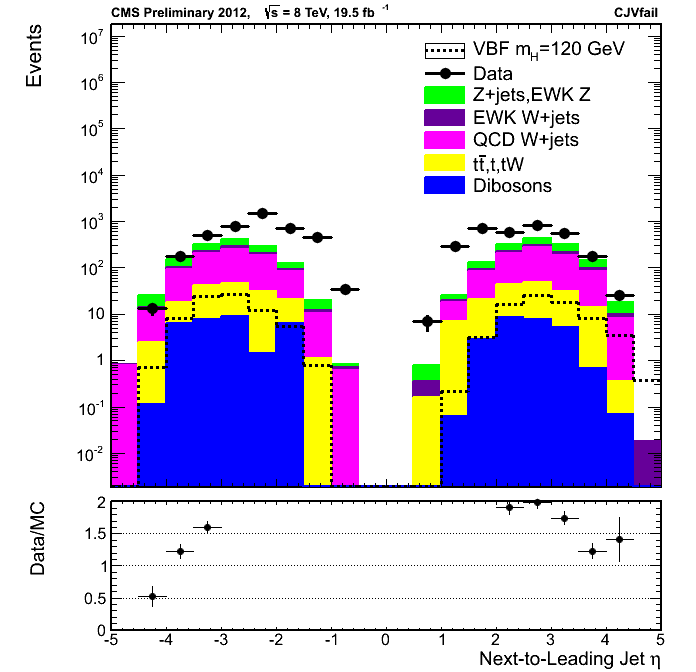 CMS Preliminary 2012, √s = 8 TeV, 19.5 fb⁻¹ CJVfail
Events
10⁷
10⁶
10⁵
10⁴
10³
10²
10
1
10⁻¹
10⁻²
VBF m_H=120 GeV
Data
Z+jets,EWK Z
EWK W+jets
QCD W+jets
tt̄,t,tW
Dibosons
Data/MC
2
1.5
1
0.5
0
-5 -4 -3 -2 -1 0 1 2 3 4 5
Next-to-Leading Jet η